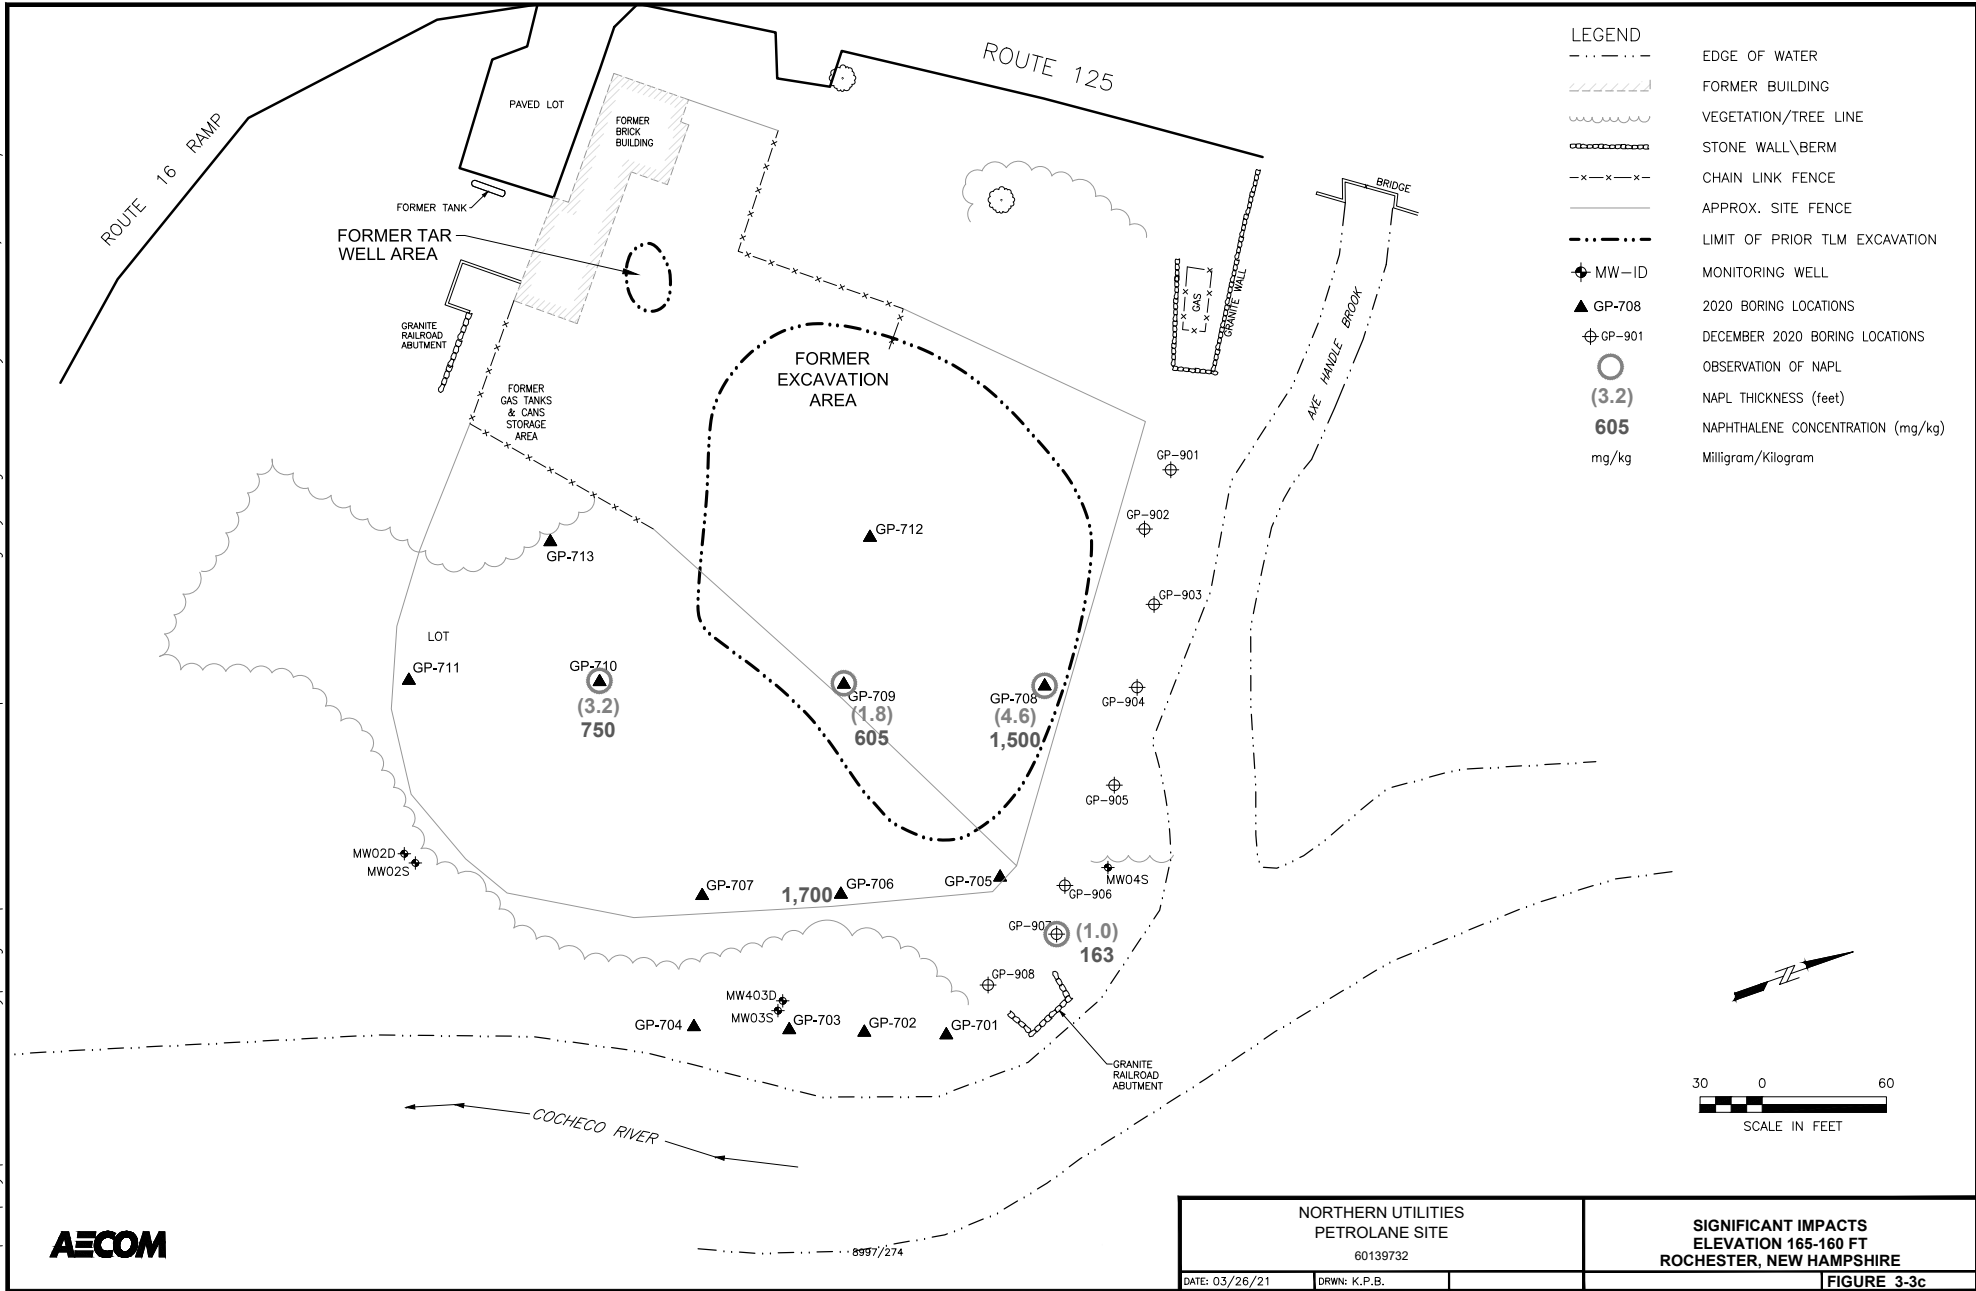 ROUTE 16 RAMP
PAVED LOT
FORMER
BRICK
BUILDING
ROUTE 125
FORMER TANK
FORMER TAR
WELL AREA
GRANITE
RAILROAD
ABUTMENT
FORMER
GAS TANKS
& CANS
STORAGE
AREA
FORMER
EXCAVATION
AREA
GAS
GRANITE WALL
BRIDGE
AXE HANDLE BROOK
LEGEND
EDGE OF WATER
FORMER BUILDING
VEGETATION/TREE LINE
STONE WALL\BERM
CHAIN LINK FENCE
APPROX. SITE FENCE
LIMIT OF PRIOR TLM EXCAVATION
MW-ID MONITORING WELL
GP-708 2020 BORING LOCATIONS
GP-901 DECEMBER 2020 BORING LOCATIONS
OBSERVATION OF NAPL
(3.2) NAPL THICKNESS (feet)
605 NAPHTHALENE CONCENTRATION (mg/kg)
mg/kg Milligram/Kilogram
GP-901
GP-902
GP-712
GP-713
GP-903
LOT
GP-711
GP-710
(3.2)
750
GP-709
(1.8)
605
GP-708
(4.6)
1,500
GP-904
GP-905
MW02D
MW02S
GP-707
1,700
GP-706
GP-705
MW04S
GP-906
GP-907
(1.0)
163
GP-908
MW403D
MW03S
GP-704
GP-703
GP-702
GP-701
GRANITE
RAILROAD
ABUTMENT
COCHECO RIVER
30 0 60
SCALE IN FEET
AECOM
8997/274
NORTHERN UTILITIES
PETROLANE SITE
60139732
SIGNIFICANT IMPACTS
ELEVATION 165-160 FT
ROCHESTER, NEW HAMPSHIRE
DATE: 03/26/21
DRWN: K.P.B.
FIGURE 3-3c